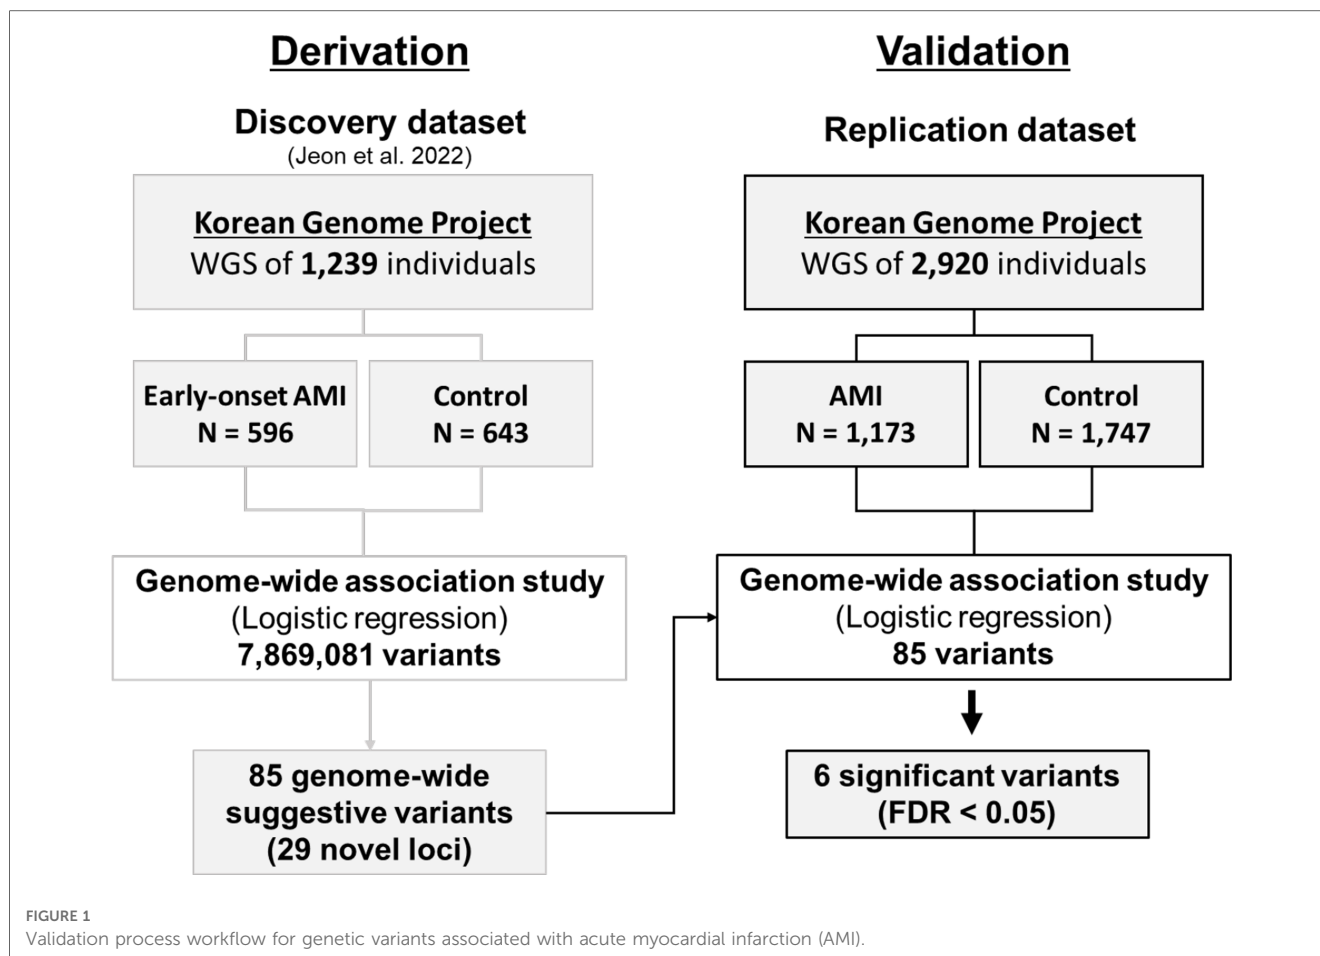 Derivation
Discovery dataset
(Jeon et al. 2022)
Korean Genome Project
WGS of 1,239 individuals
Early-onset AMI
N = 596
Control
N = 643
Genome-wide association study
(Logistic regression)
7,869,081 variants
85 genome-wide
suggestive variants
(29 novel loci)
Validation
Replication dataset
Korean Genome Project
WGS of 2,920 individuals
AMI
N = 1,173
Control
N = 1,747
Genome-wide association study
(Logistic regression)
85 variants
6 significant variants
(FDR < 0.05)
FIGURE 1
Validation process workflow for genetic variants associated with acute myocardial infarction (AMI).